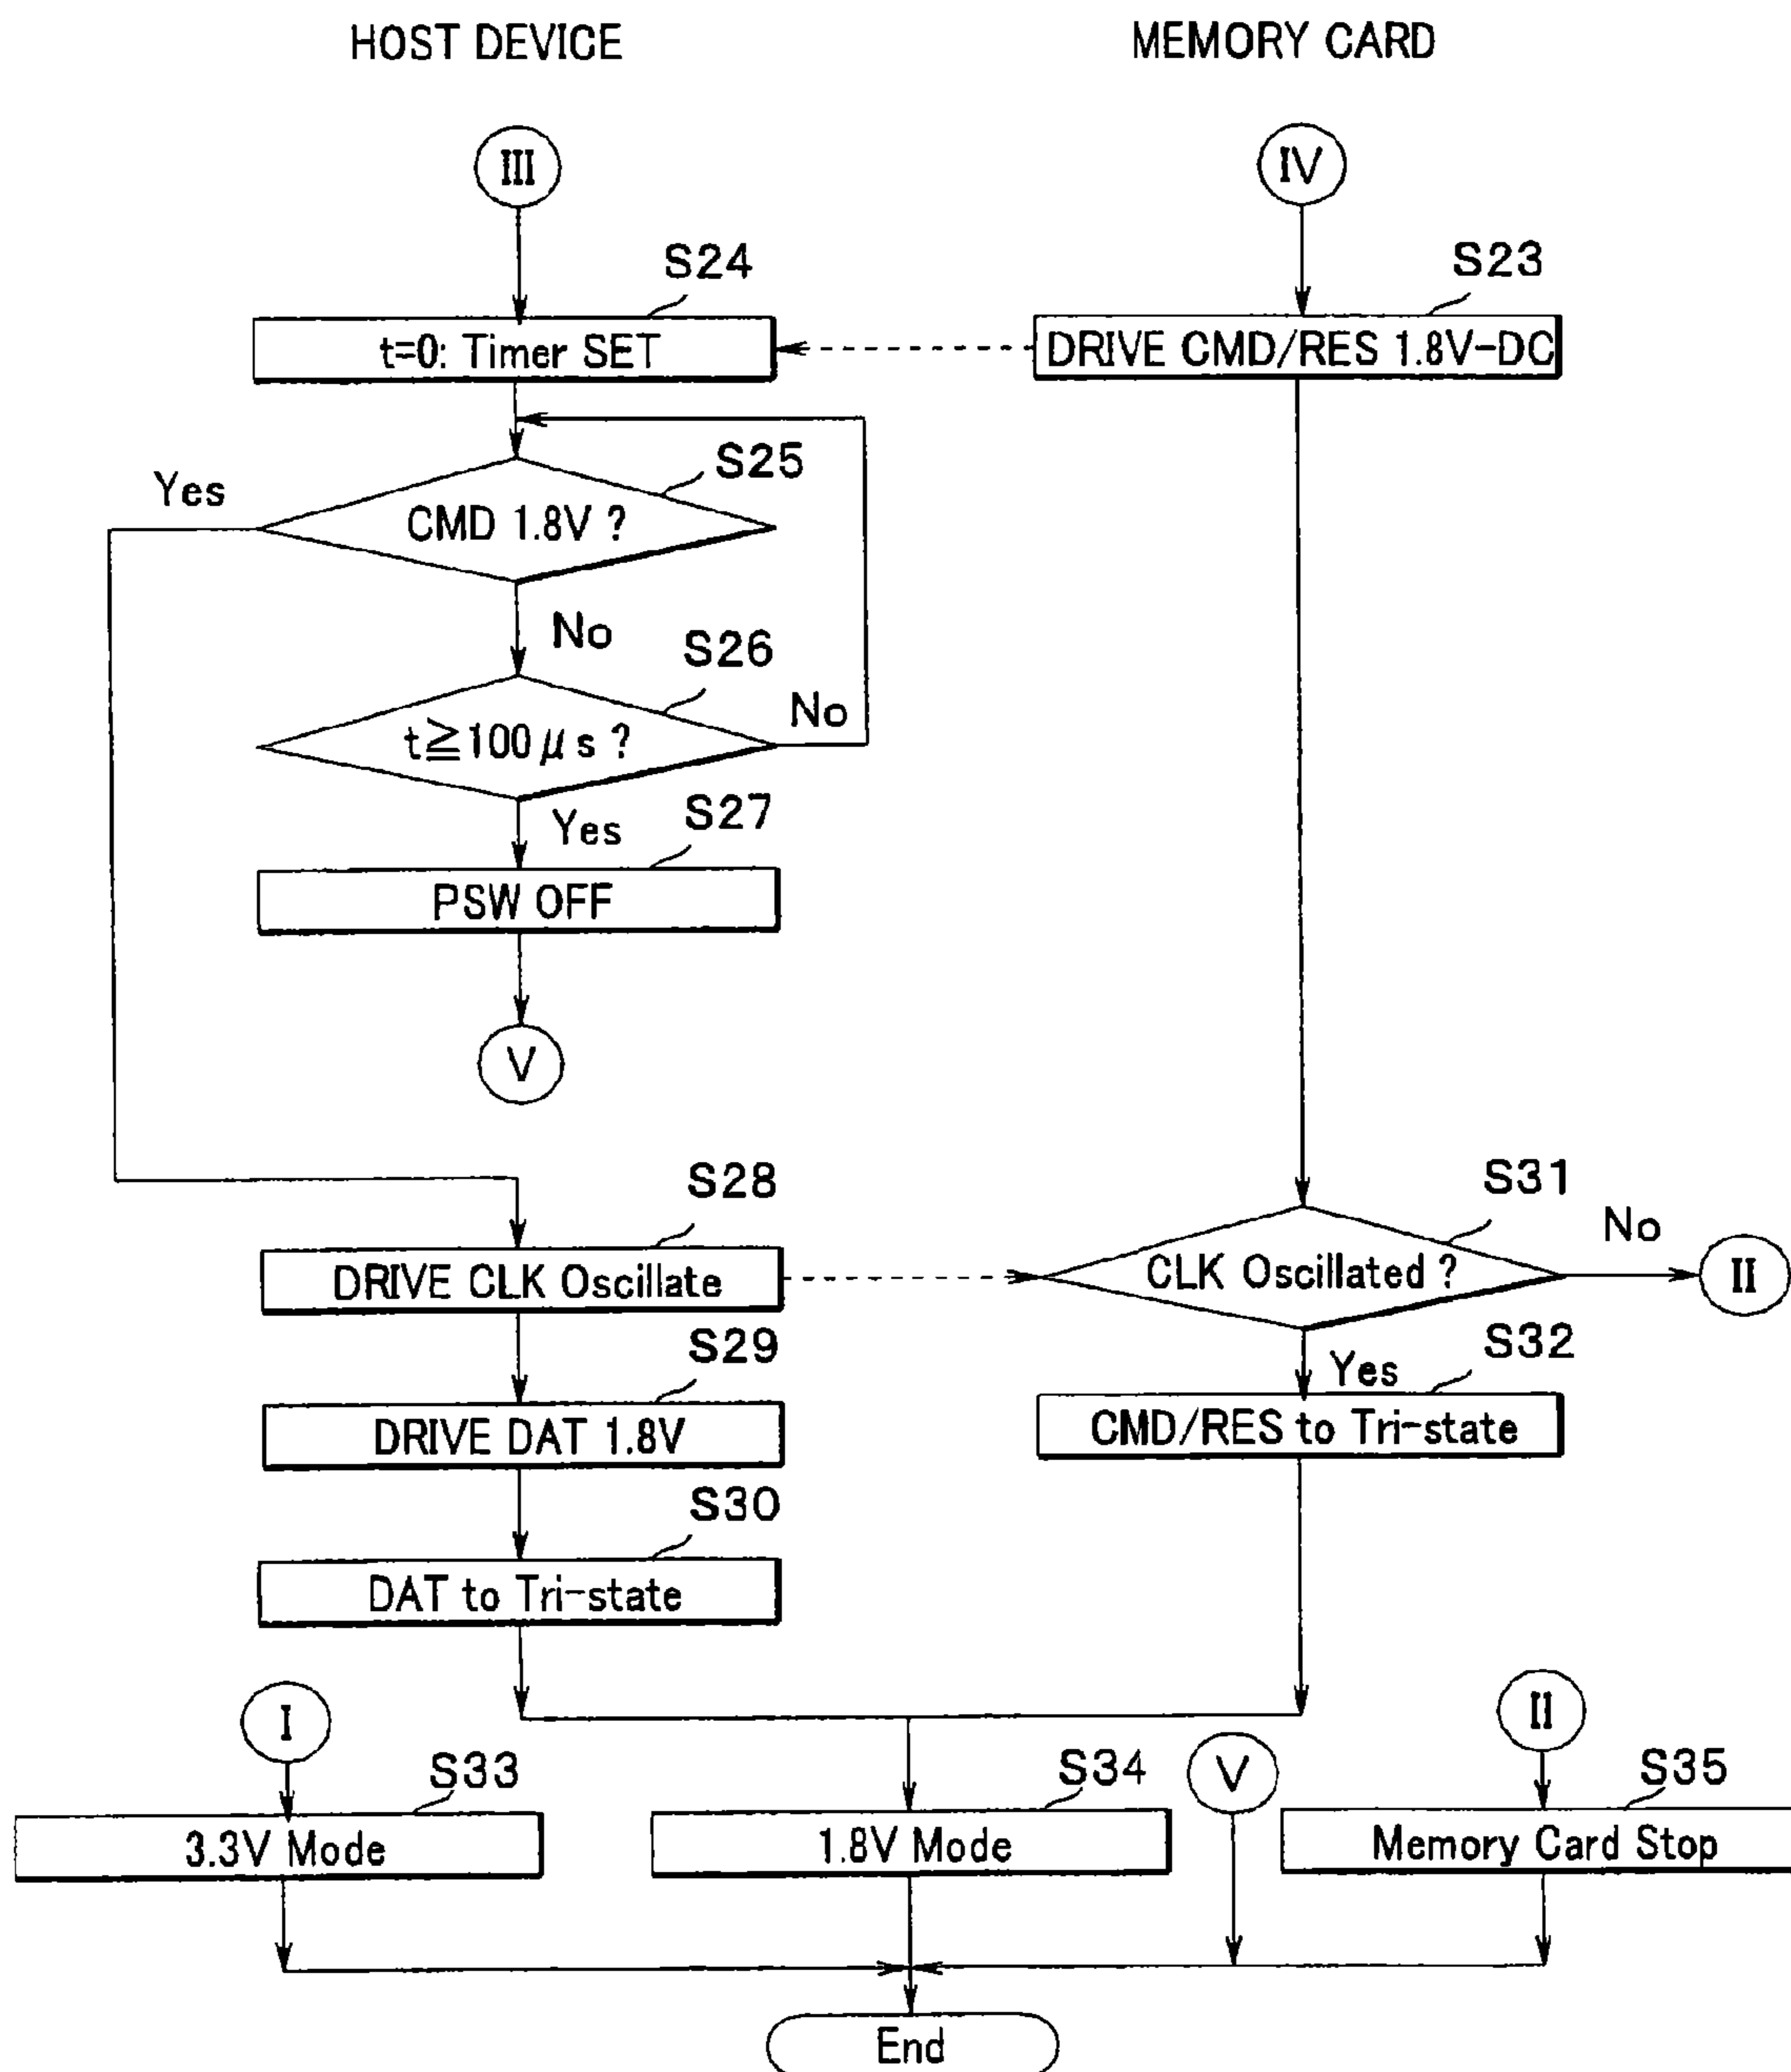 HOST DEVICE
MEMORY CARD
III
IV
S24
S23
t=0: Timer SET
DRIVE CMD/RES 1.8V-DC
S25
Yes
CMD 1.8V ?
No
S26
t≧100 μs ?
No
Yes
S27
PSW OFF
V
S28
S31
No
DRIVE CLK Oscillate
CLK Oscillated ?
II
S29
S32
Yes
DRIVE DAT 1.8V
CMD/RES to Tri-state
S30
DAT to Tri-state
I
II
S33
S34
V
S35
3.3V Mode
1.8V Mode
Memory Card Stop
End